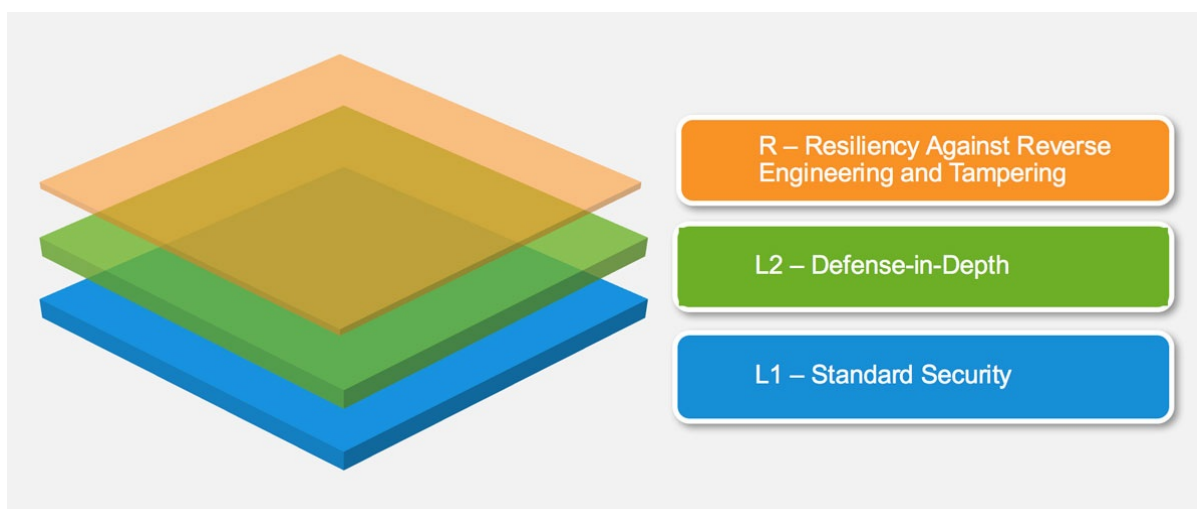 R – Resiliency Against Reverse
Engineering and Tampering
L2 – Defense-in-Depth
L1 – Standard Security